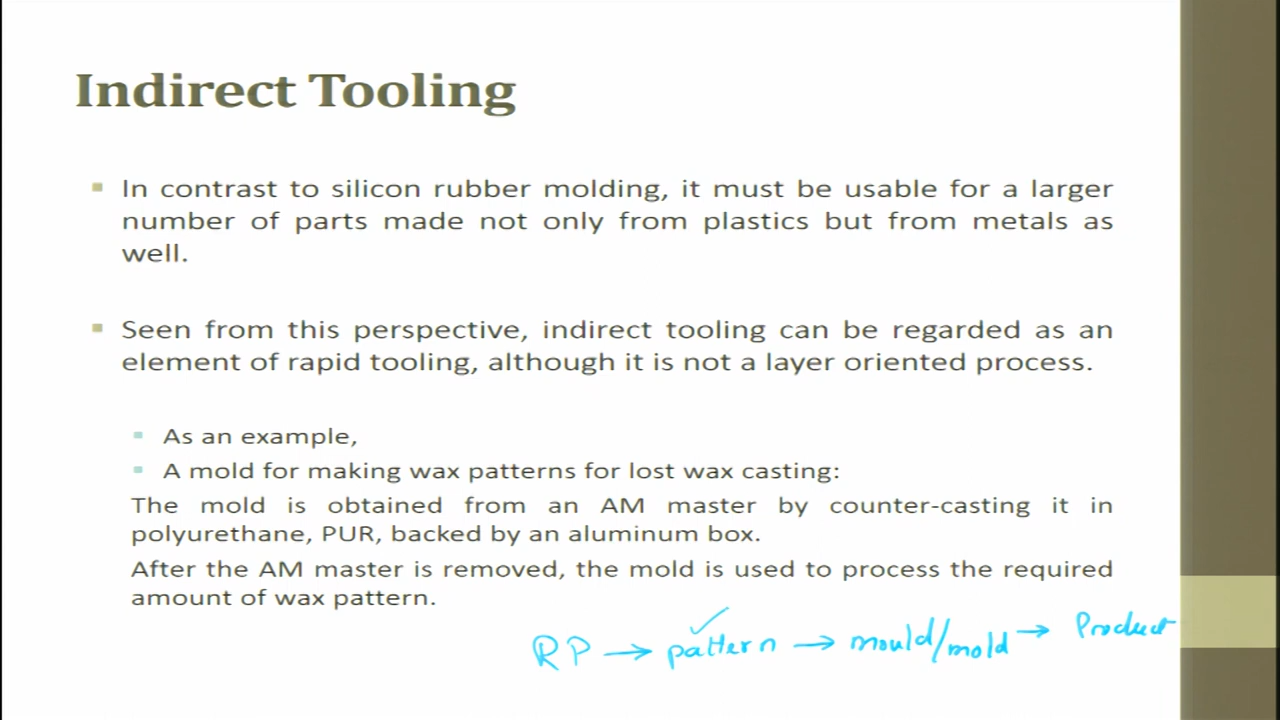 Indirect Tooling
In contrast to silicon rubber molding, it must be usable for a larger
number of parts made not only from plastics but from metals as
well.
Seen from this perspective, indirect tooling can be regarded as an
element of rapid tooling, although it is not a layer oriented process.
As an example,
A mold for making wax patterns for lost wax casting:
The mold is obtained from an AM master by counter-casting it in
polyurethane, PUR, backed by an aluminum box.
After the AM master is removed, the mold is used to process the required
amount of wax pattern.
RP → pattern → mould/mold → Product